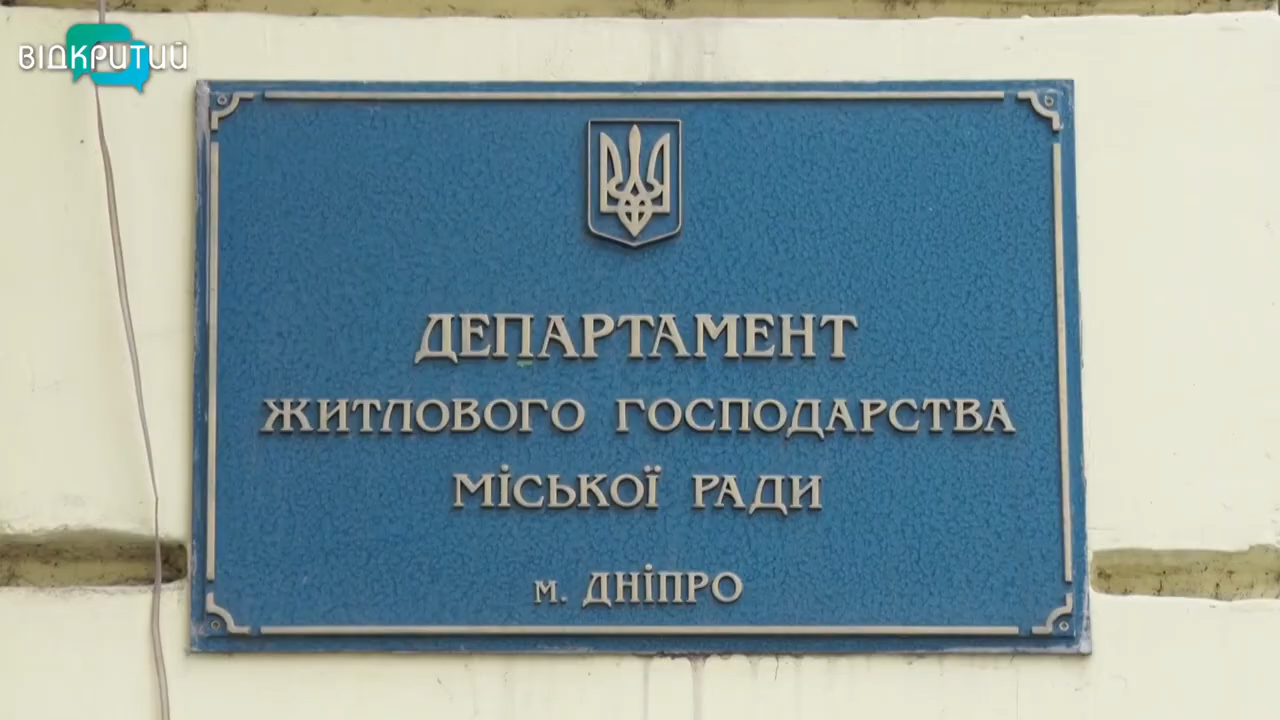 ВІДКРИТИЙ
ДЕПАРТАМЕНТ
ЖИТЛОВОГО ГОСПОДАРСТВА
МІСЬКОЇ РАДИ
м. ДНІПРО